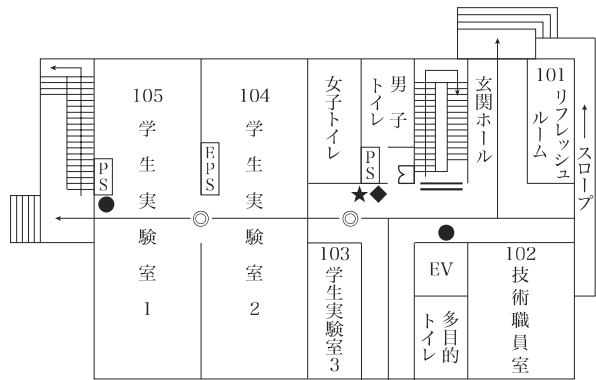 105
学生実験室1
PS
104
学生実験室2
EPS
女子トイレ
男子
トイレ
PS
玄関ホール
101
リフレッシュ
ルーム
スロープ
103
学生実験室3
EV
多目的
トイレ
102
技術職員室